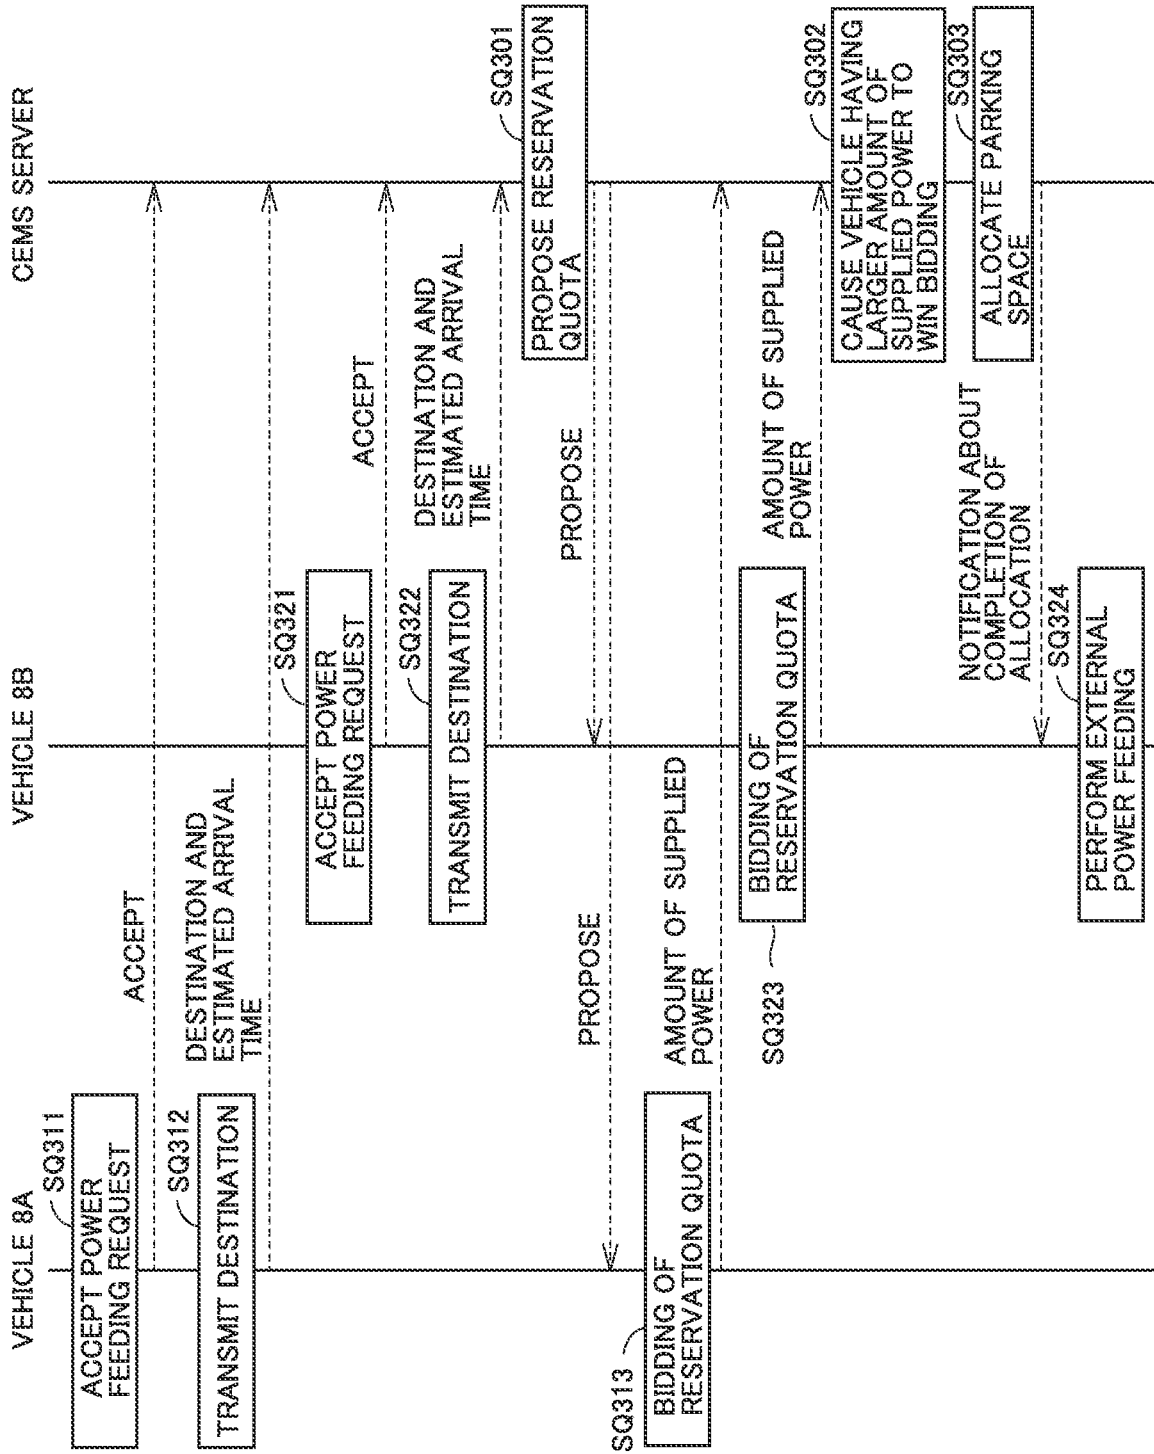 VEHICLE 8A
VEHICLE 8B
CEMS SERVER
SQ311
ACCEPT POWER
FEEDING REQUEST
ACCEPT
SQ312
TRANSMIT DESTINATION
DESTINATION AND
ESTIMATED ARRIVAL
TIME
SQ321
ACCEPT POWER
FEEDING REQUEST
ACCEPT
SQ322
TRANSMIT DESTINATION
DESTINATION AND
ESTIMATED ARRIVAL
TIME
SQ301
PROPOSE RESERVATION
QUOTA
PROPOSE
PROPOSE
SQ313
BIDDING OF
RESERVATION QUOTA
AMOUNT OF SUPPLIED
POWER
SQ323
BIDDING OF
RESERVATION QUOTA
AMOUNT OF SUPPLIED
POWER
SQ302
CAUSE VEHICLE HAVING
LARGER AMOUNT OF
SUPPLIED POWER TO
WIN BIDDING
SQ303
ALLOCATE PARKING
SPACE
NOTIFICATION ABOUT
COMPLETION OF
ALLOCATION
SQ324
PERFORM EXTERNAL
POWER FEEDING